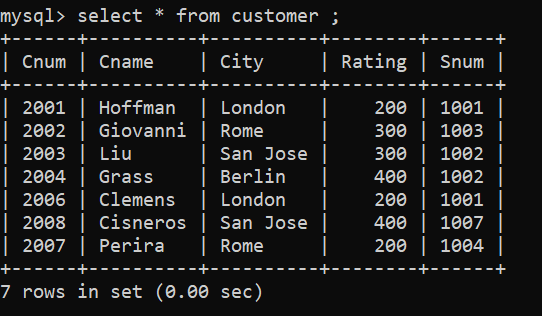 mysql> select * from customer ;
+------+----------+----------+--------+------+
| Cnum | Cname    | City     | Rating | Snum |
+------+----------+----------+--------+------+
| 2001 | Hoffman  | London   |    200 | 1001 |
| 2002 | Giovanni | Rome     |    300 | 1003 |
| 2003 | Liu      | San Jose |    300 | 1002 |
| 2004 | Grass    | Berlin   |    400 | 1002 |
| 2006 | Clemens  | London   |    200 | 1001 |
| 2008 | Cisneros | San Jose |    400 | 1007 |
| 2007 | Perira   | Rome     |    200 | 1004 |
+------+----------+----------+--------+------+
7 rows in set (0.00 sec)